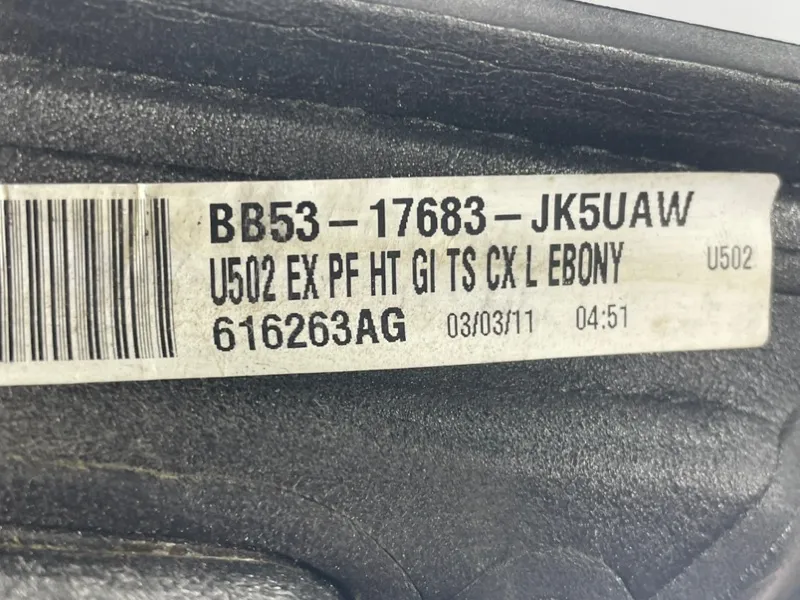 BB53-17683-JK5UAW
U502 EX PF HT GI TS CX L EBONY U502
616263AG 03/03/11 04:51